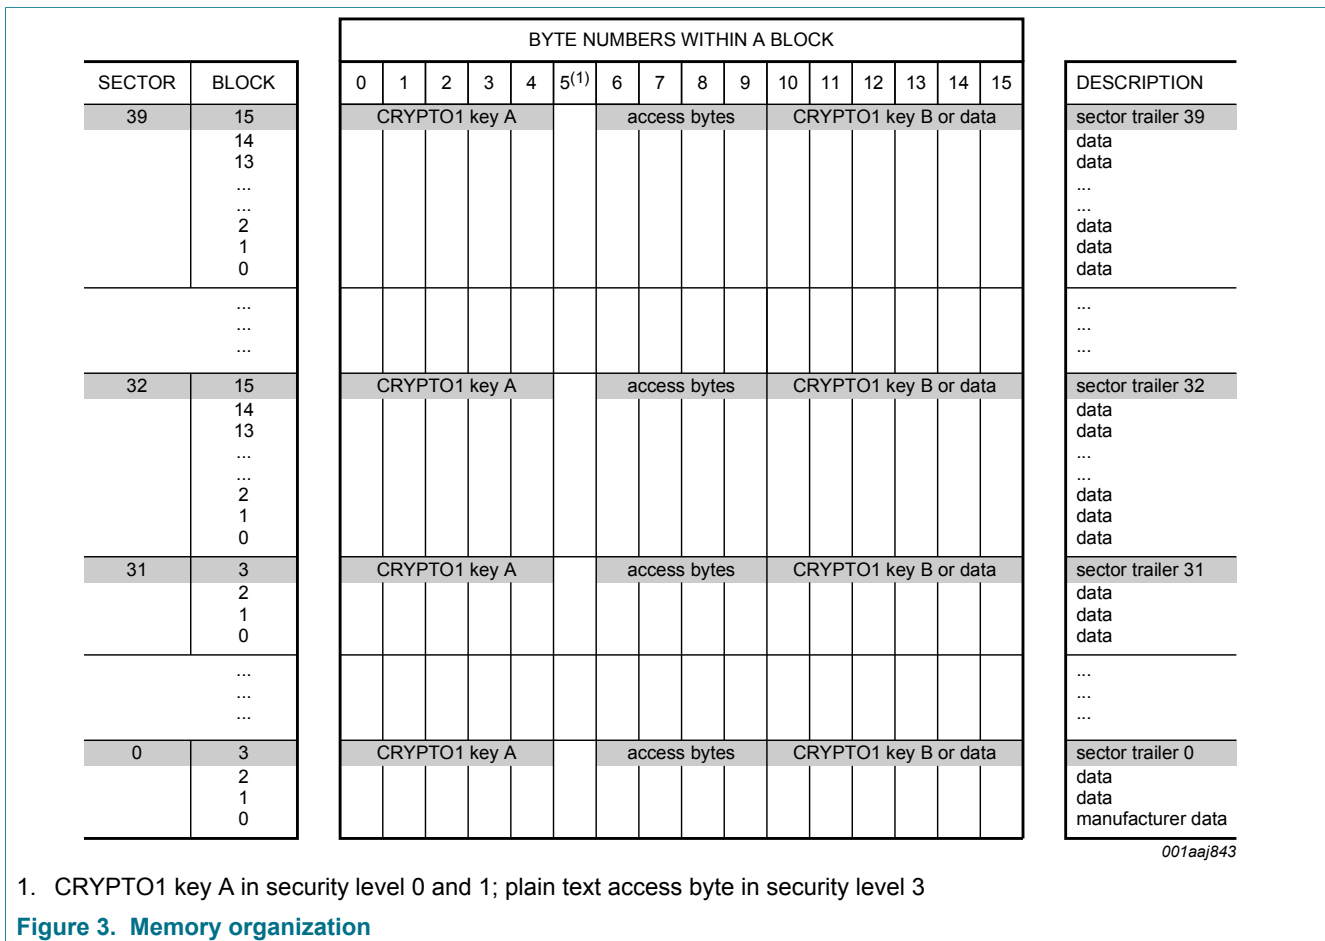 BYTE NUMBERS WITHIN A BLOCK
SECTOR BLOCK 0 1 2 3 4 5(1) 6 7 8 9 10 11 12 13 14 15 DESCRIPTION
39 15 CRYPTO1 key A access bytes CRYPTO1 key B or data sector trailer 39
14 data
13 data
... ...
... ...
2 data
1 data
0 data
... ...
... ...
... ...
32 15 CRYPTO1 key A access bytes CRYPTO1 key B or data sector trailer 32
14 data
13 data
... ...
... ...
2 data
1 data
0 data
31 3 CRYPTO1 key A access bytes CRYPTO1 key B or data sector trailer 31
2 data
1 data
0 data
... ...
... ...
... ...
0 3 CRYPTO1 key A access bytes CRYPTO1 key B or data sector trailer 0
2 data
1 data
0 manufacturer data
001aaj843
1. CRYPTO1 key A in security level 0 and 1; plain text access byte in security level 3
Figure 3. Memory organization